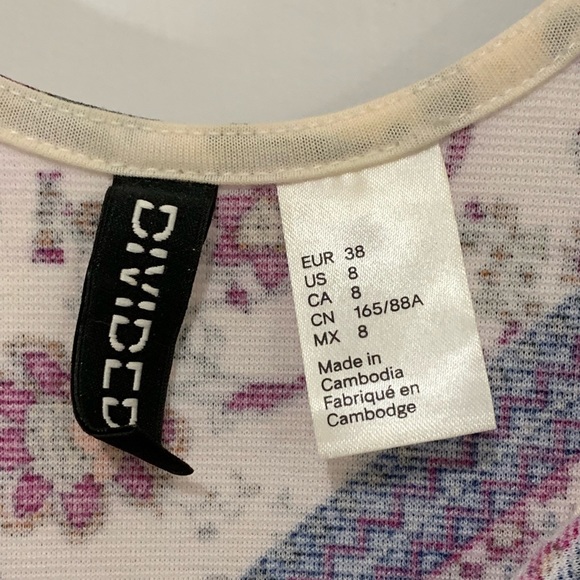 DIVIDED
EUR 38
US 8
CA 8
CN 165/88A
MX 8
Made in
Cambodia
Fabriqué en
Cambodge